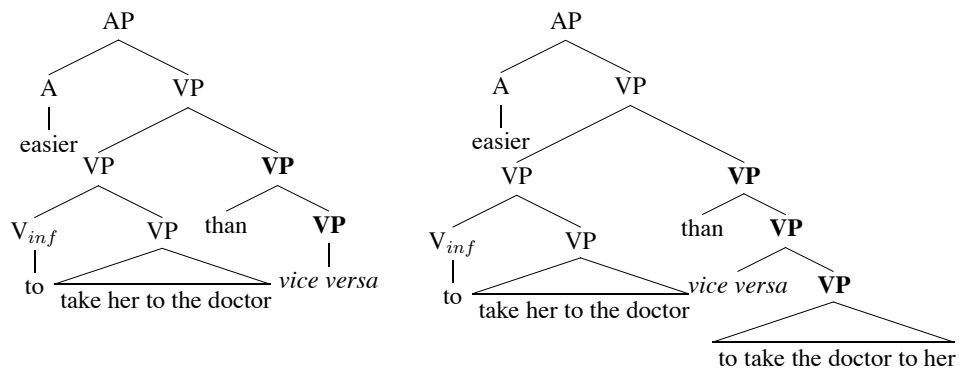 AP AP
A VP A VP
easier easier
VP VP VP VP
V_inf VP than VP V_inf VP than VP
to take her to the doctor vice versa to take her to the doctor vice versa VP
to take the doctor to her